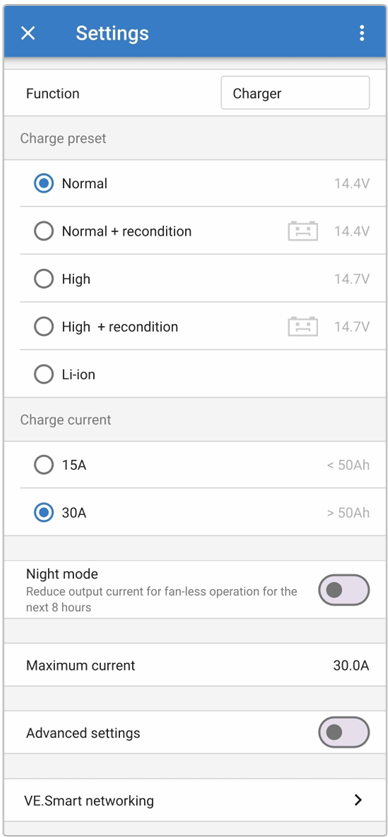 Settings
Function
Charger
Charge preset
Normal 14.4V
Normal + recondition 14.4V
High 14.7V
High + recondition 14.7V
Li-ion
Charge current
15A < 50Ah
30A > 50Ah
Night mode
Reduce output current for fan-less operation for the
next 8 hours
Maximum current 30.0A
Advanced settings
VE.Smart networking